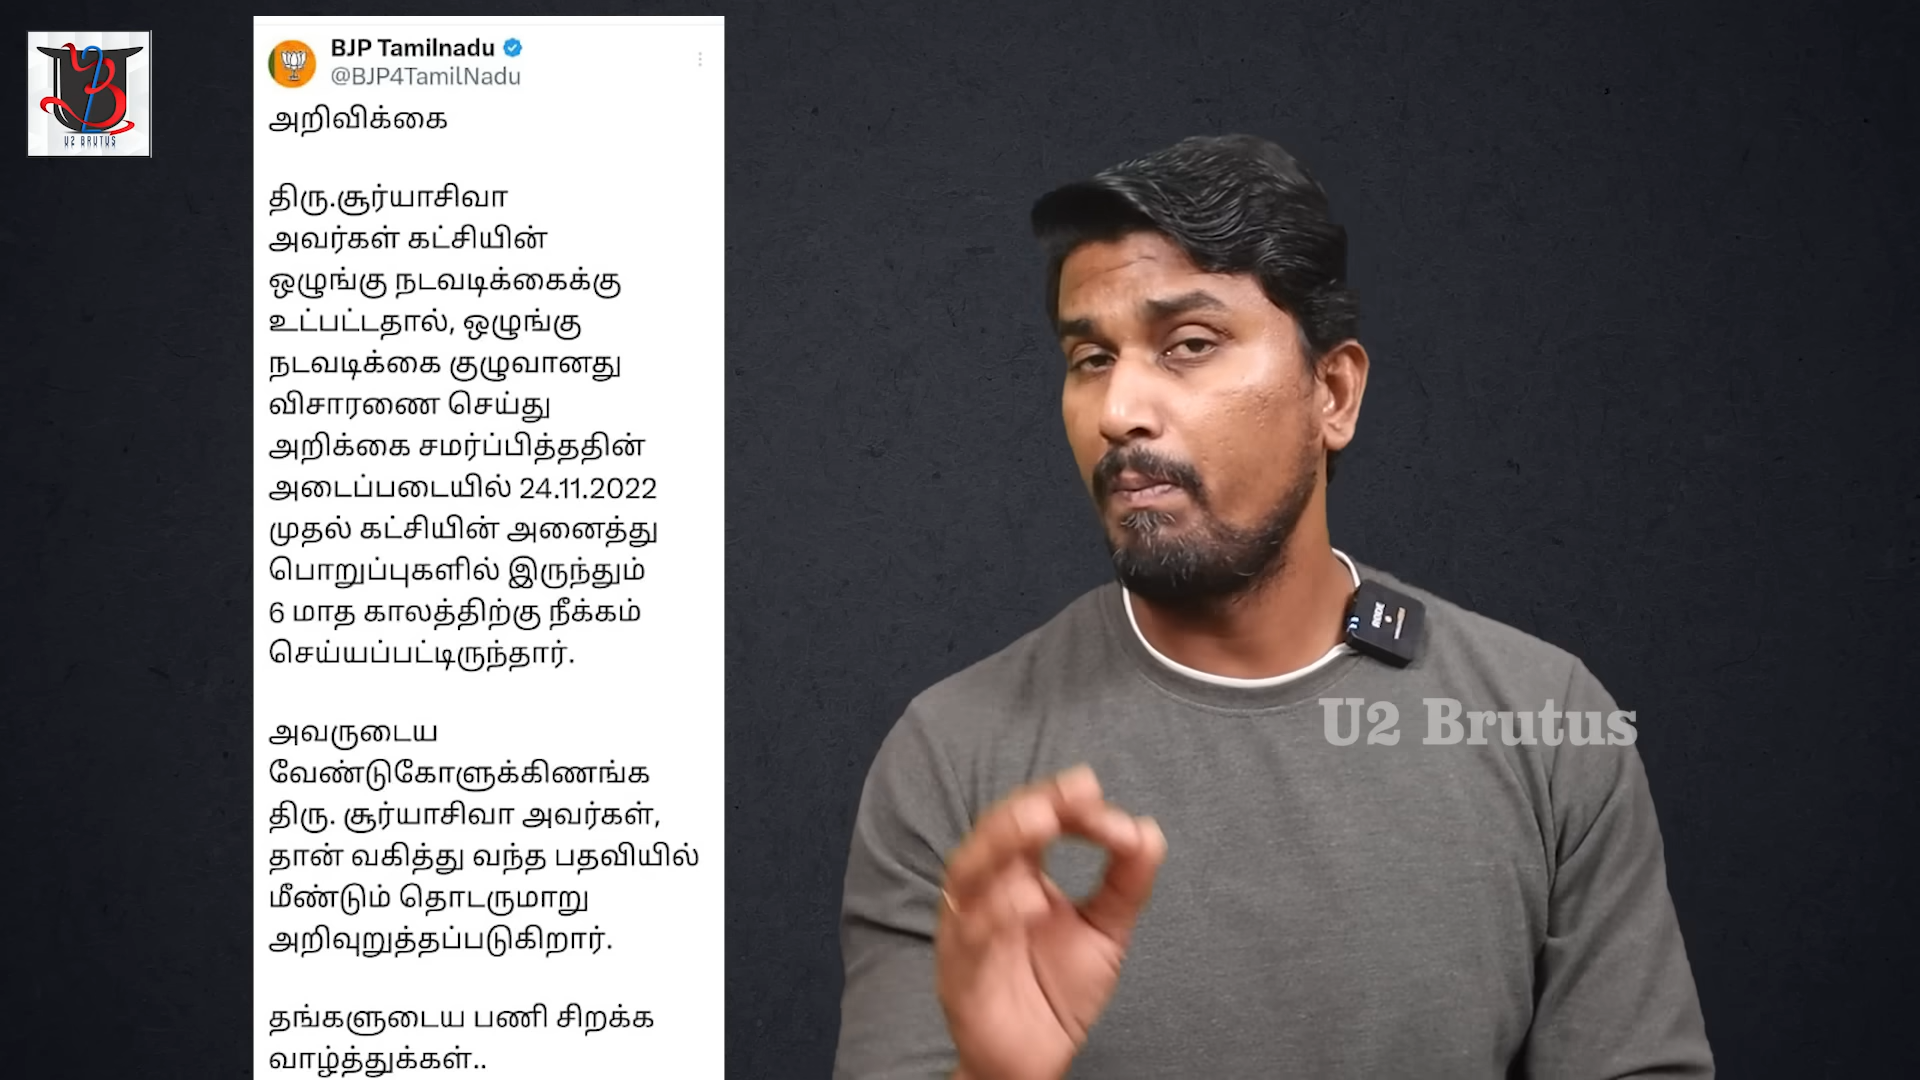 U2 BRUTUS
BJP Tamilnadu
@BJP4TamilNadu
அறிவிக்கை
திரு.சூர்யாசிவா
அவர்கள் கட்சியின்
ஒழுங்கு நடவடிக்கைக்கு
உட்பட்டதால், ஒழுங்கு
நடவடிக்கை குழுவானது
விசாரணை செய்து
அறிக்கை சமர்ப்பித்ததின்
அடைப்படையில் 24.11.2022
முதல் கட்சியின் அனைத்து
பொறுப்புகளில் இருந்தும்
6 மாத காலத்திற்கு நீக்கம்
செய்யப்பட்டிருந்தார்.
அவருடைய
வேண்டுகோளுக்கிணங்க
திரு. சூர்யாசிவா அவர்கள்,
தான் வகித்து வந்த பதவியில்
மீண்டும் தொடருமாறு
அறிவுறுத்தப்படுகிறார்.
தங்களுடைய பணி சிறக்க
வாழ்த்துக்கள்..
RODE
U2 Brutus